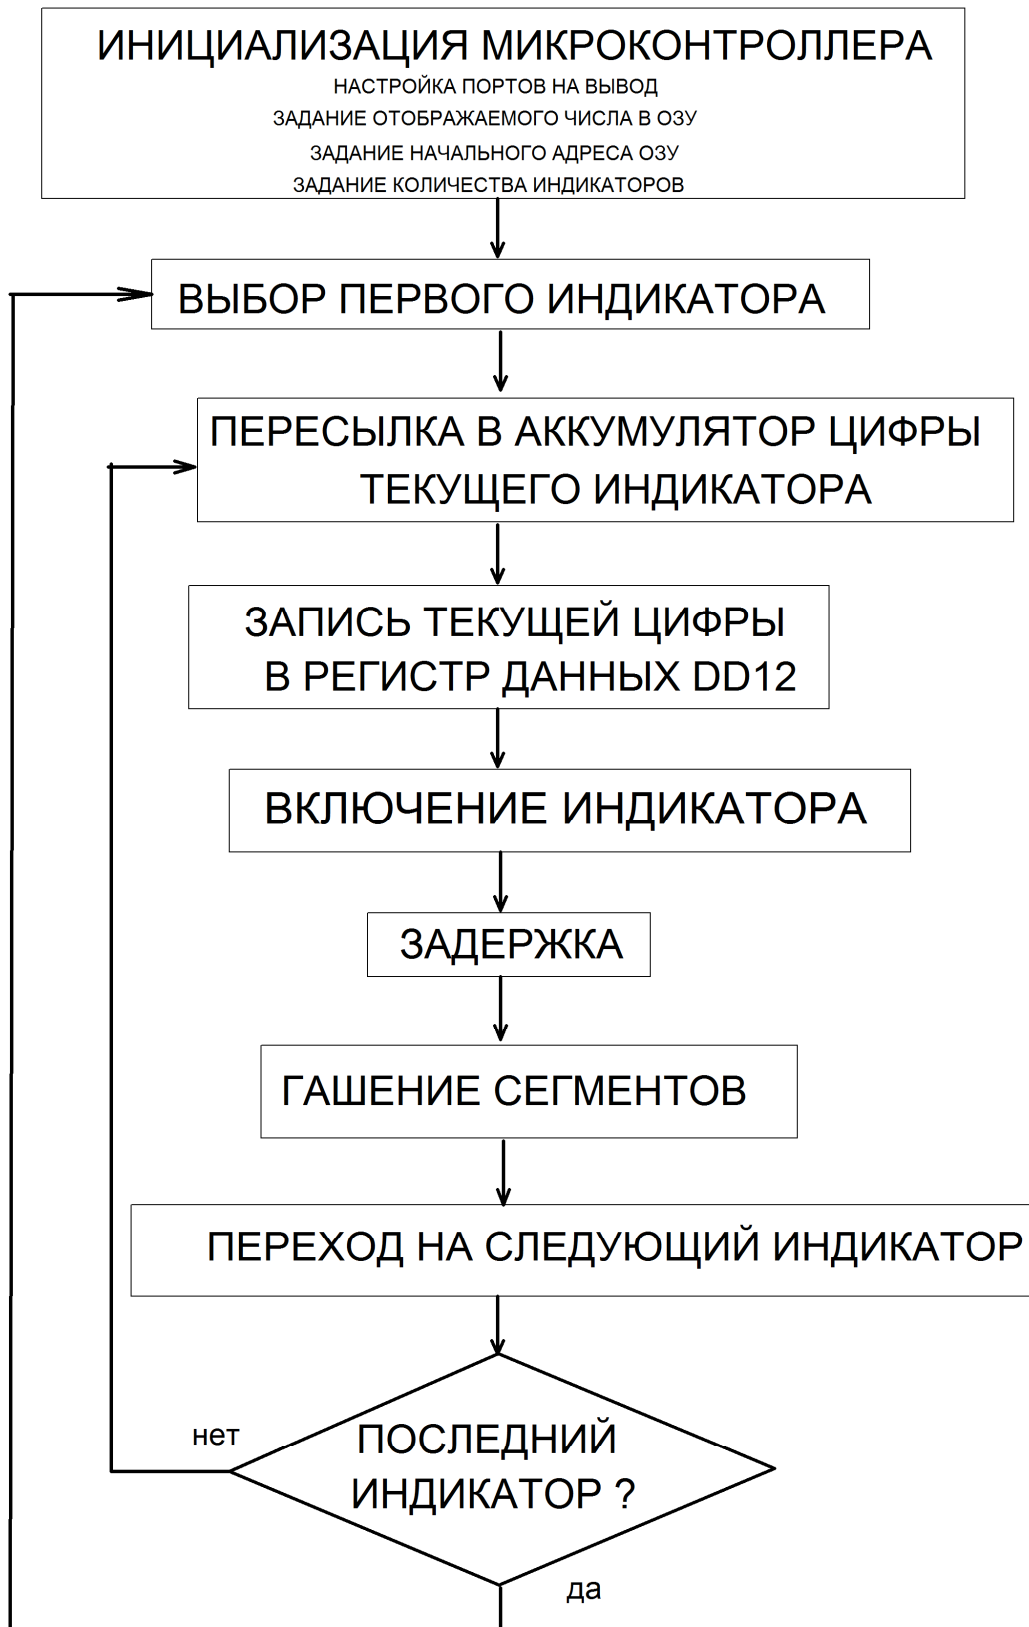 ИНИЦИАЛИЗАЦИЯ МИКРОКОНТРОЛЛЕРА
НАСТРОЙКА ПОРТОВ НА ВЫВОД
ЗАДАНИЕ ОТОБРАЖАЕМОГО ЧИСЛА В ОЗУ
ЗАДАНИЕ НАЧАЛЬНОГО АДРЕСА ОЗУ
ЗАДАНИЕ КОЛИЧЕСТВА ИНДИКАТОРОВ
ВЫБОР ПЕРВОГО ИНДИКАТОРА
ПЕРЕСЫЛКА В АККУМУЛЯТОР ЦИФРЫ
ТЕКУЩЕГО ИНДИКАТОРА
ЗАПИСЬ ТЕКУЩЕЙ ЦИФРЫ
В РЕГИСТР ДАННЫХ DD12
ВКЛЮЧЕНИЕ ИНДИКАТОРА
ЗАДЕРЖКА
ГАШЕНИЕ СЕГМЕНТОВ
ПЕРЕХОД НА СЛЕДУЮЩИЙ ИНДИКАТОР
нет
ПОСЛЕДНИЙ
ИНДИКАТОР ?
да